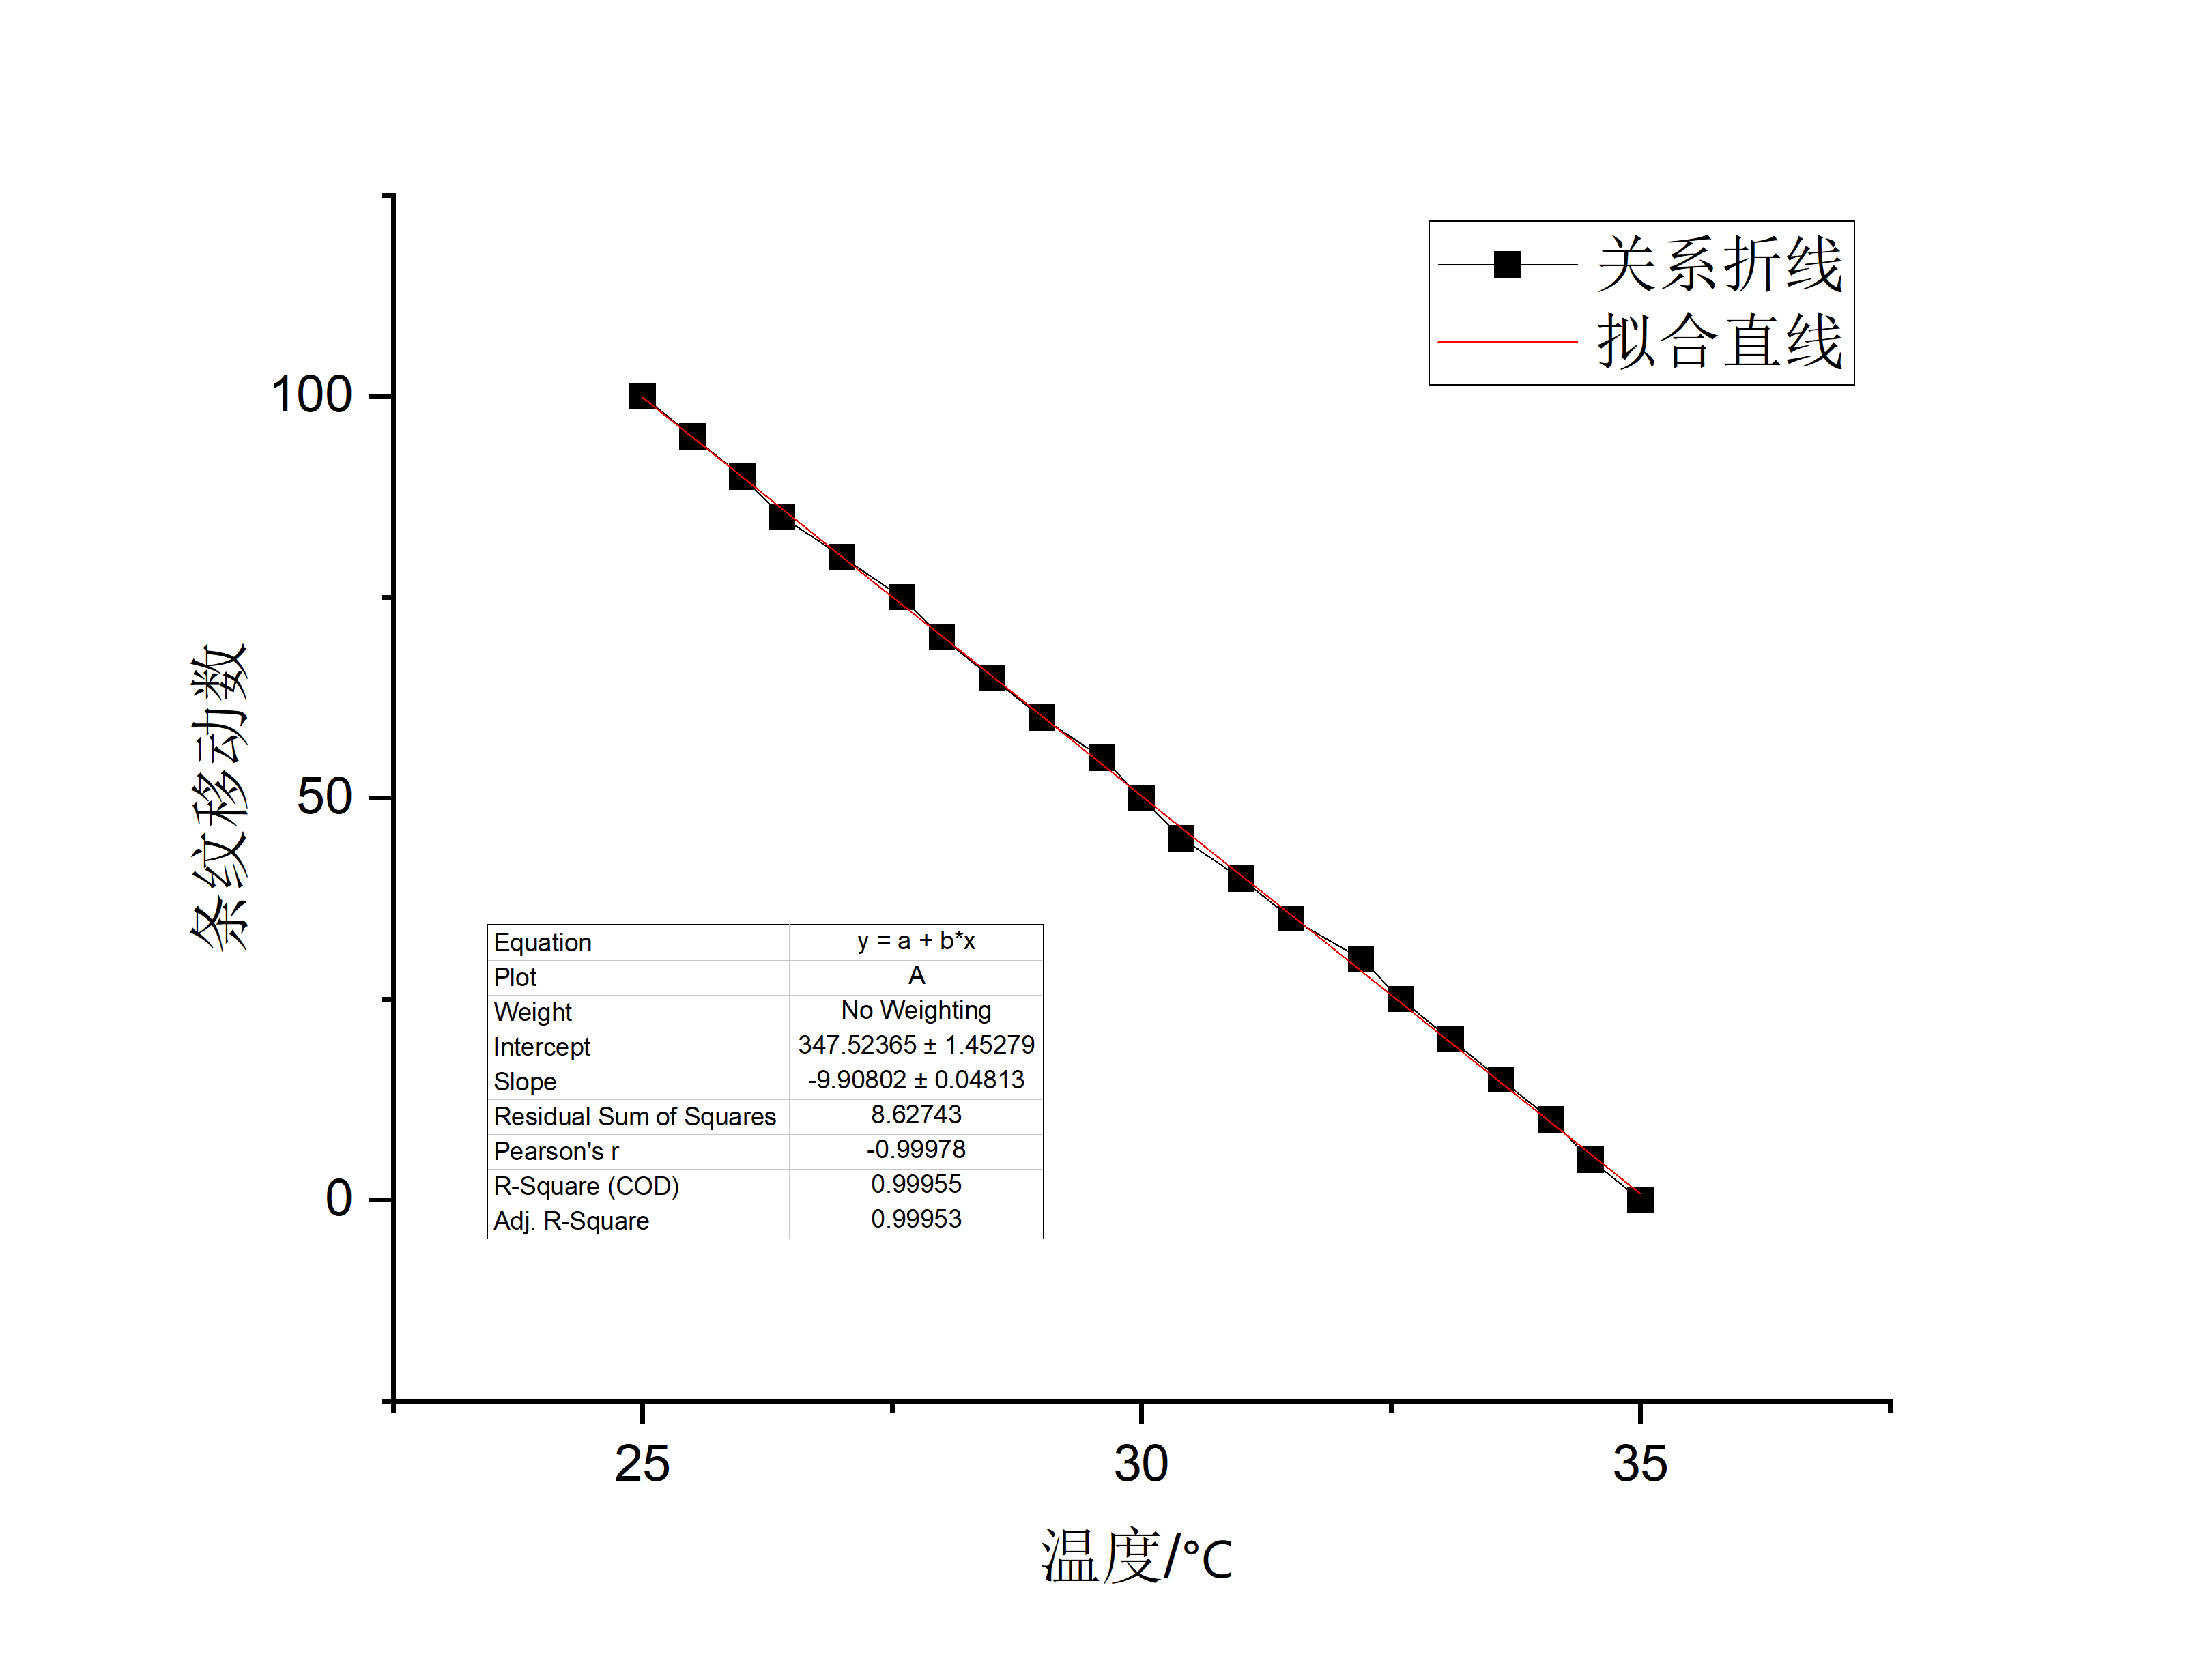 关系折线
拟合直线
100
50
0
条纹移动数
Equation y = a + b*x
Plot A
Weight No Weighting
Intercept 347.52365 ± 1.45279
Slope -9.90802 ± 0.04813
Residual Sum of Squares 8.62743
Pearson's r -0.99978
R-Square (COD) 0.99955
Adj. R-Square 0.99953
25 30 35
温度/°C